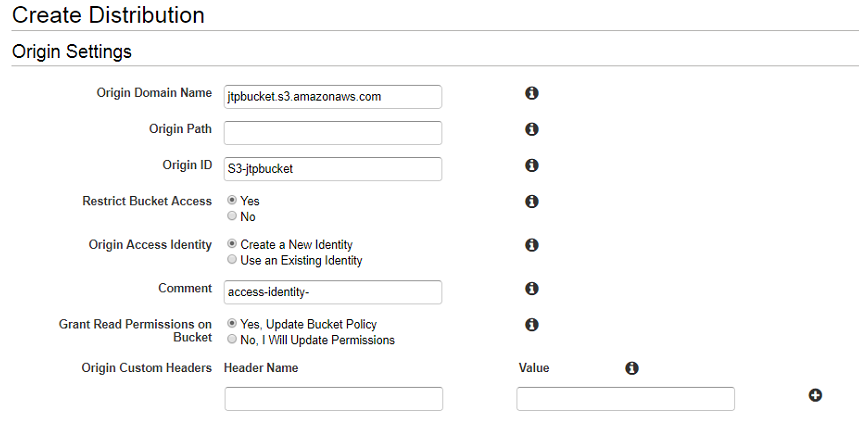 Create Distribution
Origin Settings
Origin Domain Name jtpbucket.s3.amazonaws.com
Origin Path
Origin ID S3-jtpbucket
Restrict Bucket Access Yes
No
Origin Access Identity Create a New Identity
Use an Existing Identity
Comment access-identity-
Grant Read Permissions on Yes, Update Bucket Policy
Bucket No, I Will Update Permissions
Origin Custom Headers Header Name Value